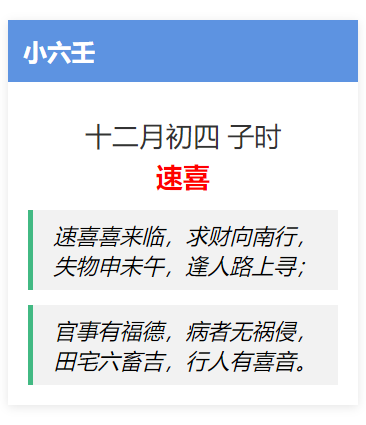 小六壬
十二月初四 子时
速喜
速喜喜来临，求财向南行，
失物申未午，逢人路上寻；
官事有福德，病者无祸侵，
田宅六畜吉，行人有喜音。